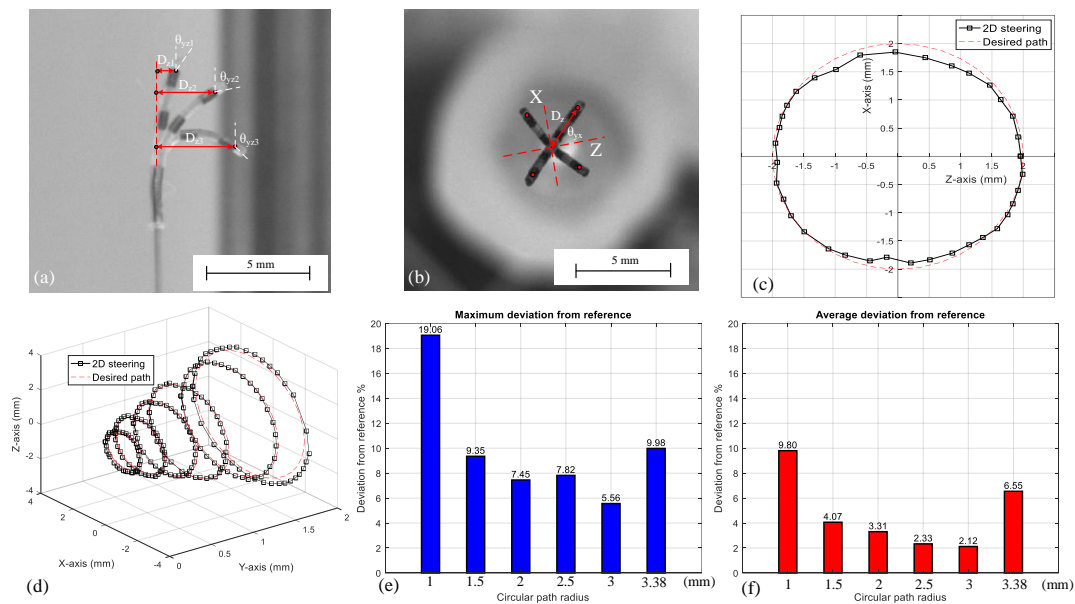 θyz1
Dz1
θyz2
Dz2
θyz3
Dz3
5 mm
(a)
X
Dz
θyx
Z
5 mm
(b)
2D steering
Desired path
X-axis (mm)
2.5
2
1.5
1
0.5
0
-0.5
-1
-1.5
-2
-2 -1.5 -1 -0.5 0 0.5 1 1.5 2
Z-axis (mm)
(c)
2D steering
Desired path
Z-axis (mm)
4
2
0
-2
-4
4
2
0
-2
-4
X-axis (mm)
0
0.5
1
1.5
2
Y-axis (mm)
(d)
Maximum deviation from reference
Deviation from reference %
20
18
16
14
12
10
8
6
4
2
0
19.06
9.35
7.45
7.82
5.56
9.98
1 1.5 2 2.5 3 3.38 (mm)
Circular path radius
(e)
Average deviation from reference
Deviation from reference %
20
18
16
14
12
10
8
6
4
2
0
9.80
4.07
3.31
2.33
2.12
6.55
1 1.5 2 2.5 3 3.38 (mm)
Circular path radius
(f)